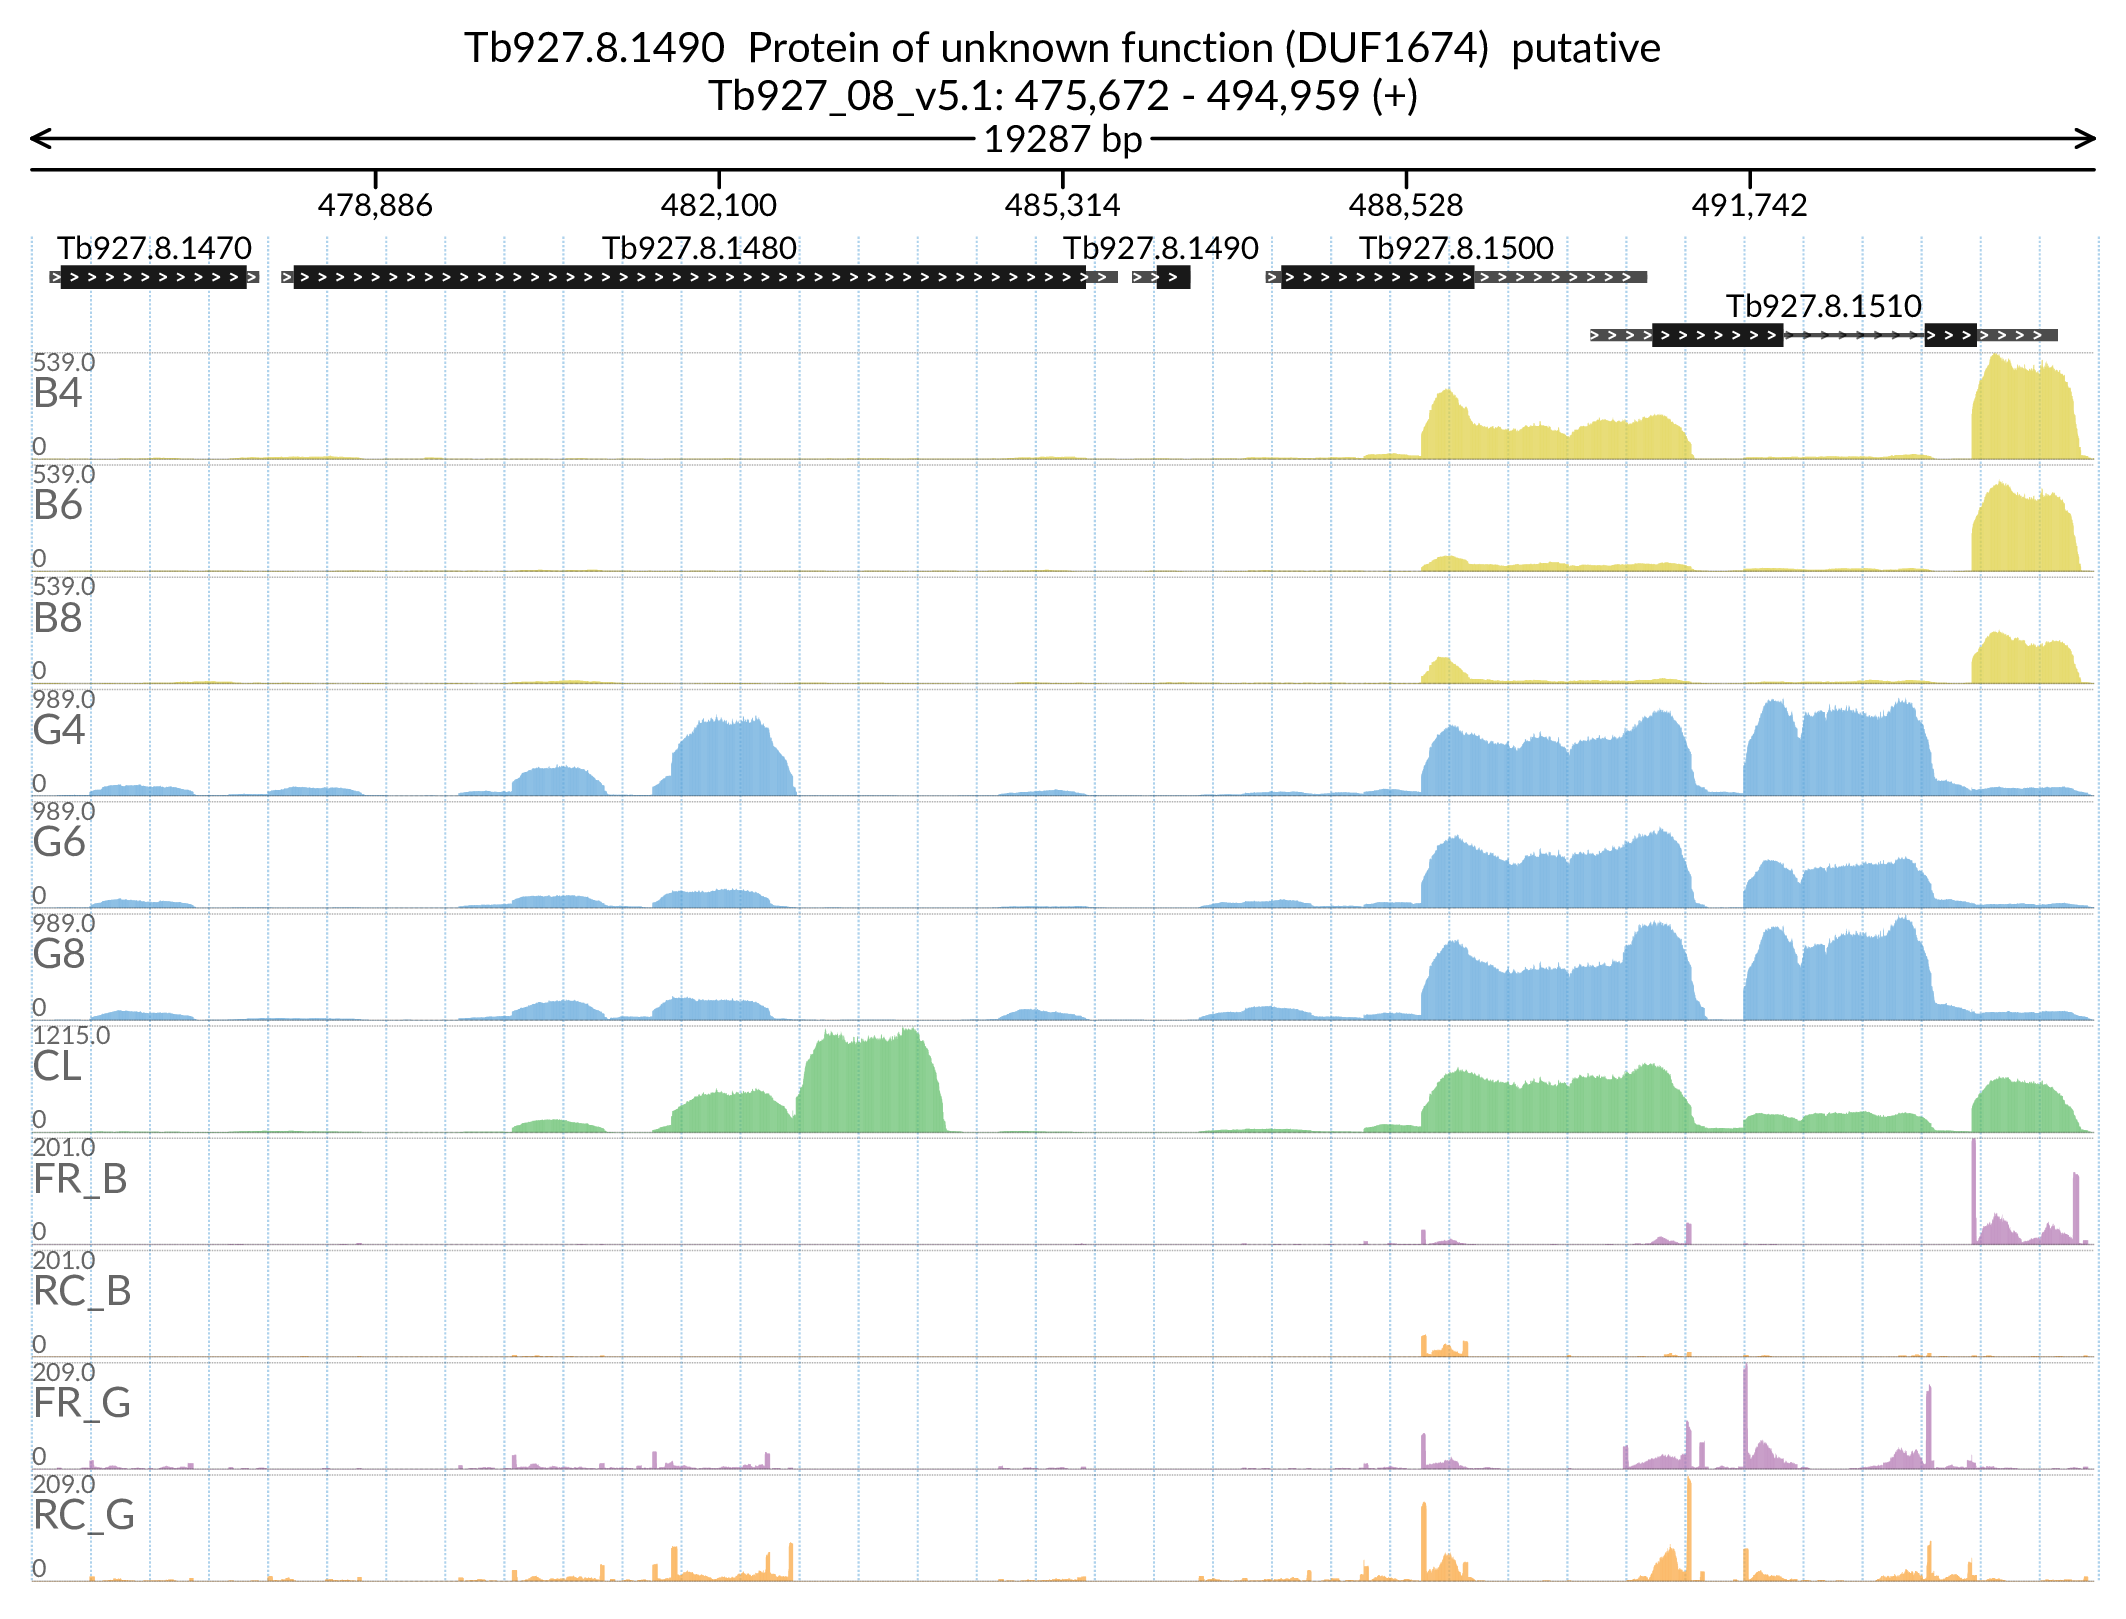 Tb927.8.1490  Protein of unknown function (DUF1674)  putative
Tb927_08_v5.1: 475,672 - 494,959 (+)
19287 bp
478,886 482,100 485,314 488,528 491,742
Tb927.8.1470 Tb927.8.1480 Tb927.8.1490 Tb927.8.1500
Tb927.8.1510
539.0
B4
0
539.0
B6
0
539.0
B8
0
989.0
G4
0
989.0
G6
0
989.0
G8
0
1215.0
CL
0
201.0
FR_B
0
201.0
RC_B
0
209.0
FR_G
0
209.0
RC_G
0